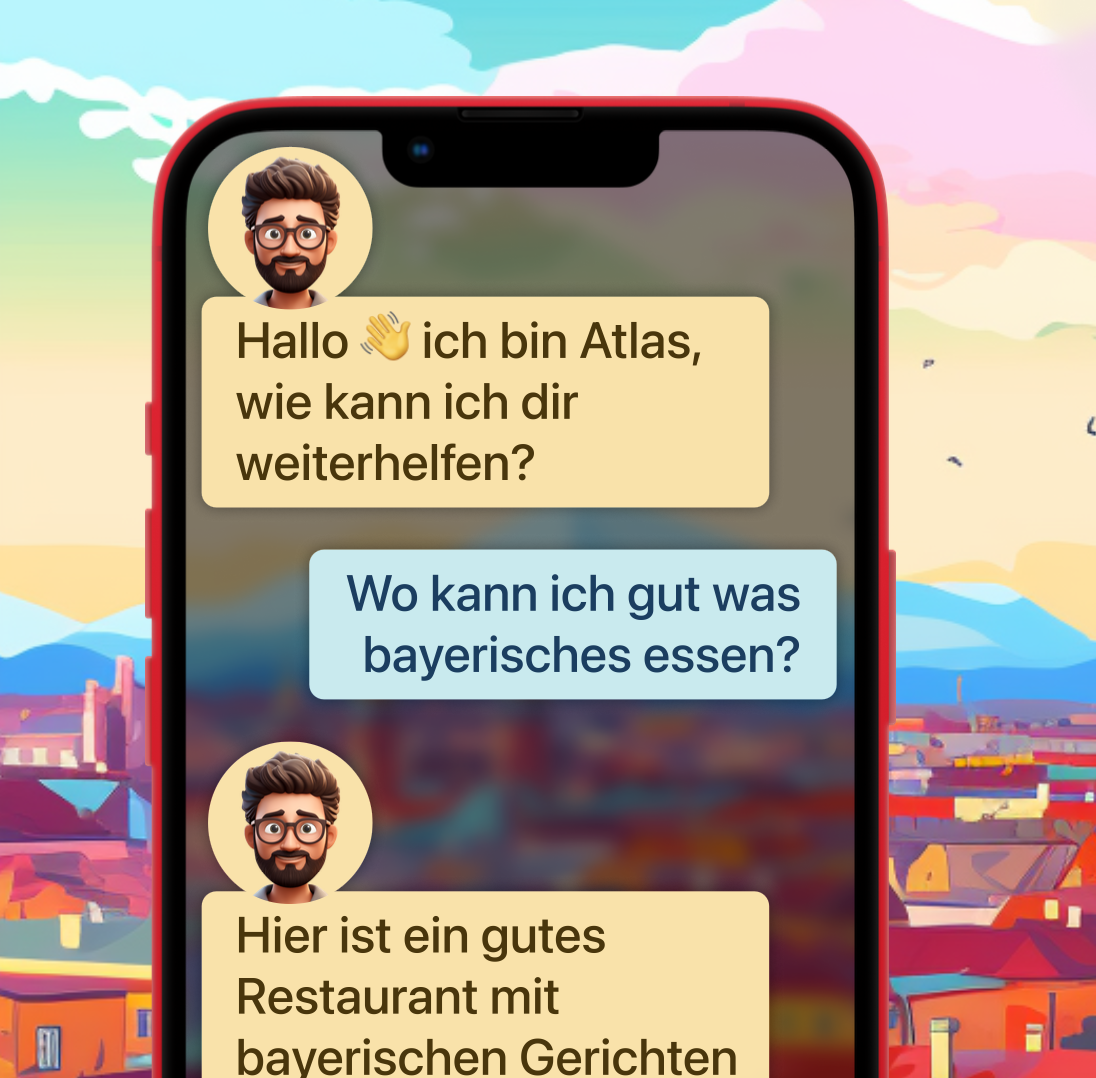 Hallo 👋 ich bin Atlas,
wie kann ich dir
weiterhelfen?
Wo kann ich gut was
bayerisches essen?
Hier ist ein gutes
Restaurant mit
bayerischen Gerichten